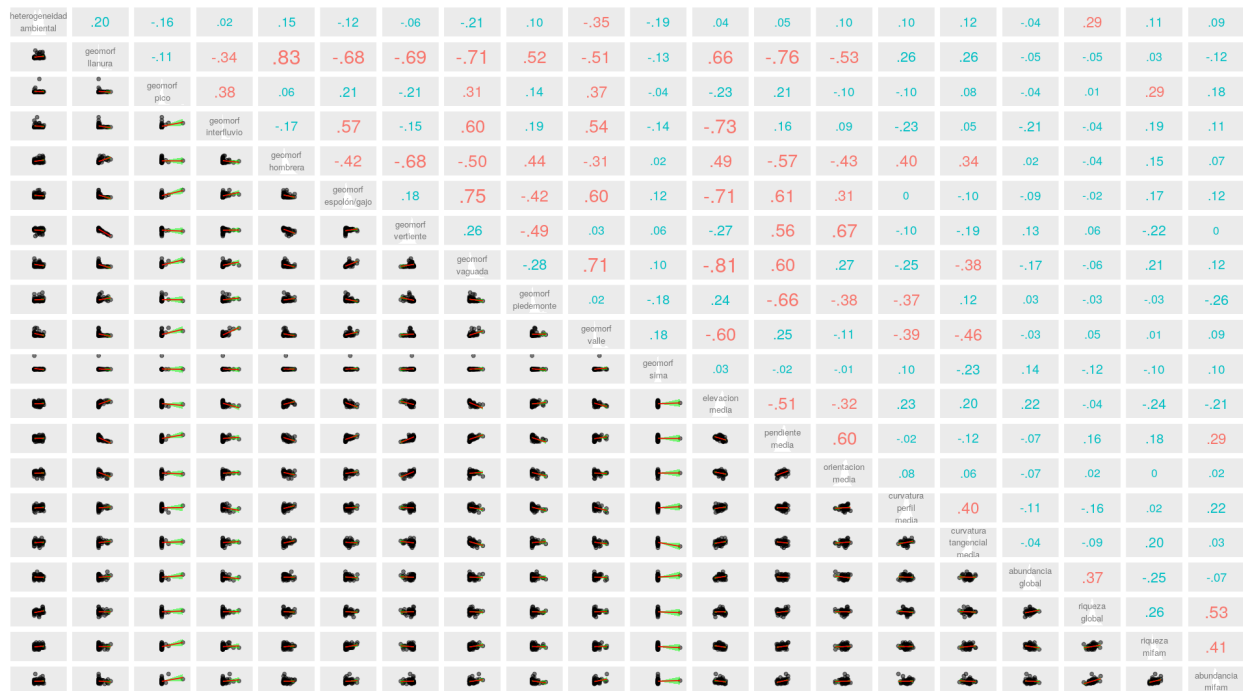 heterogeneidad
ambiental .20 -.16 .02 .15 -.12 -.06 -.21 .10 -.35 -.19 .04 .05 .10 .10 .12 -.04 .29 .11 .09
geomorf
llanura -.11 -.34 .83 -.68 -.69 -.71 .52 -.51 -.13 .66 -.76 -.53 .26 .26 -.05 -.05 .03 -.12
geomorf
pico .38 .06 .21 -.21 .31 .14 .37 -.04 -.23 .21 -.10 -.10 .08 -.04 .01 .29 .18
geomorf
interfluvio -.17 .57 -.15 .60 .19 .54 -.14 -.73 .16 .09 -.23 .05 -.21 -.04 .19 .11
geomorf
hombrera -.42 -.68 -.50 .44 -.31 .02 .49 -.57 -.43 .40 .34 .02 -.04 .15 .07
geomorf
espolón/gajo .18 .75 -.42 .60 .12 -.71 .61 .31 0 -.10 -.09 -.02 .17 .12
geomorf
vertiente .26 -.49 .03 .06 -.27 .56 .67 -.10 -.19 .13 .06 -.22 0
geomorf
vaguada -.28 .71 .10 -.81 .60 .27 -.25 -.38 -.17 -.06 .21 .12
geomorf
piedemonte .02 -.18 .24 -.66 -.38 -.37 .12 .03 -.03 -.03 -.26
geomorf
valle .18 -.60 .25 -.11 -.39 -.46 -.03 .05 .01 .09
geomorf
sima .03 -.02 -.01 .10 -.23 .14 -.12 -.10 .10
elevacion
media -.51 -.32 .23 .20 .22 -.04 -.24 -.21
pendiente
media .60 -.02 -.12 -.07 .16 .18 .29
orientacion
media .08 .06 -.07 .02 0 .02
curvatura
perfil
media .40 -.11 -.16 .02 .22
curvatura
tangencial
media -.04 -.09 .20 .03
abundancia
global .37 -.25 -.07
riqueza
global .26 .53
riqueza
mifam .41
abundancia
mifam